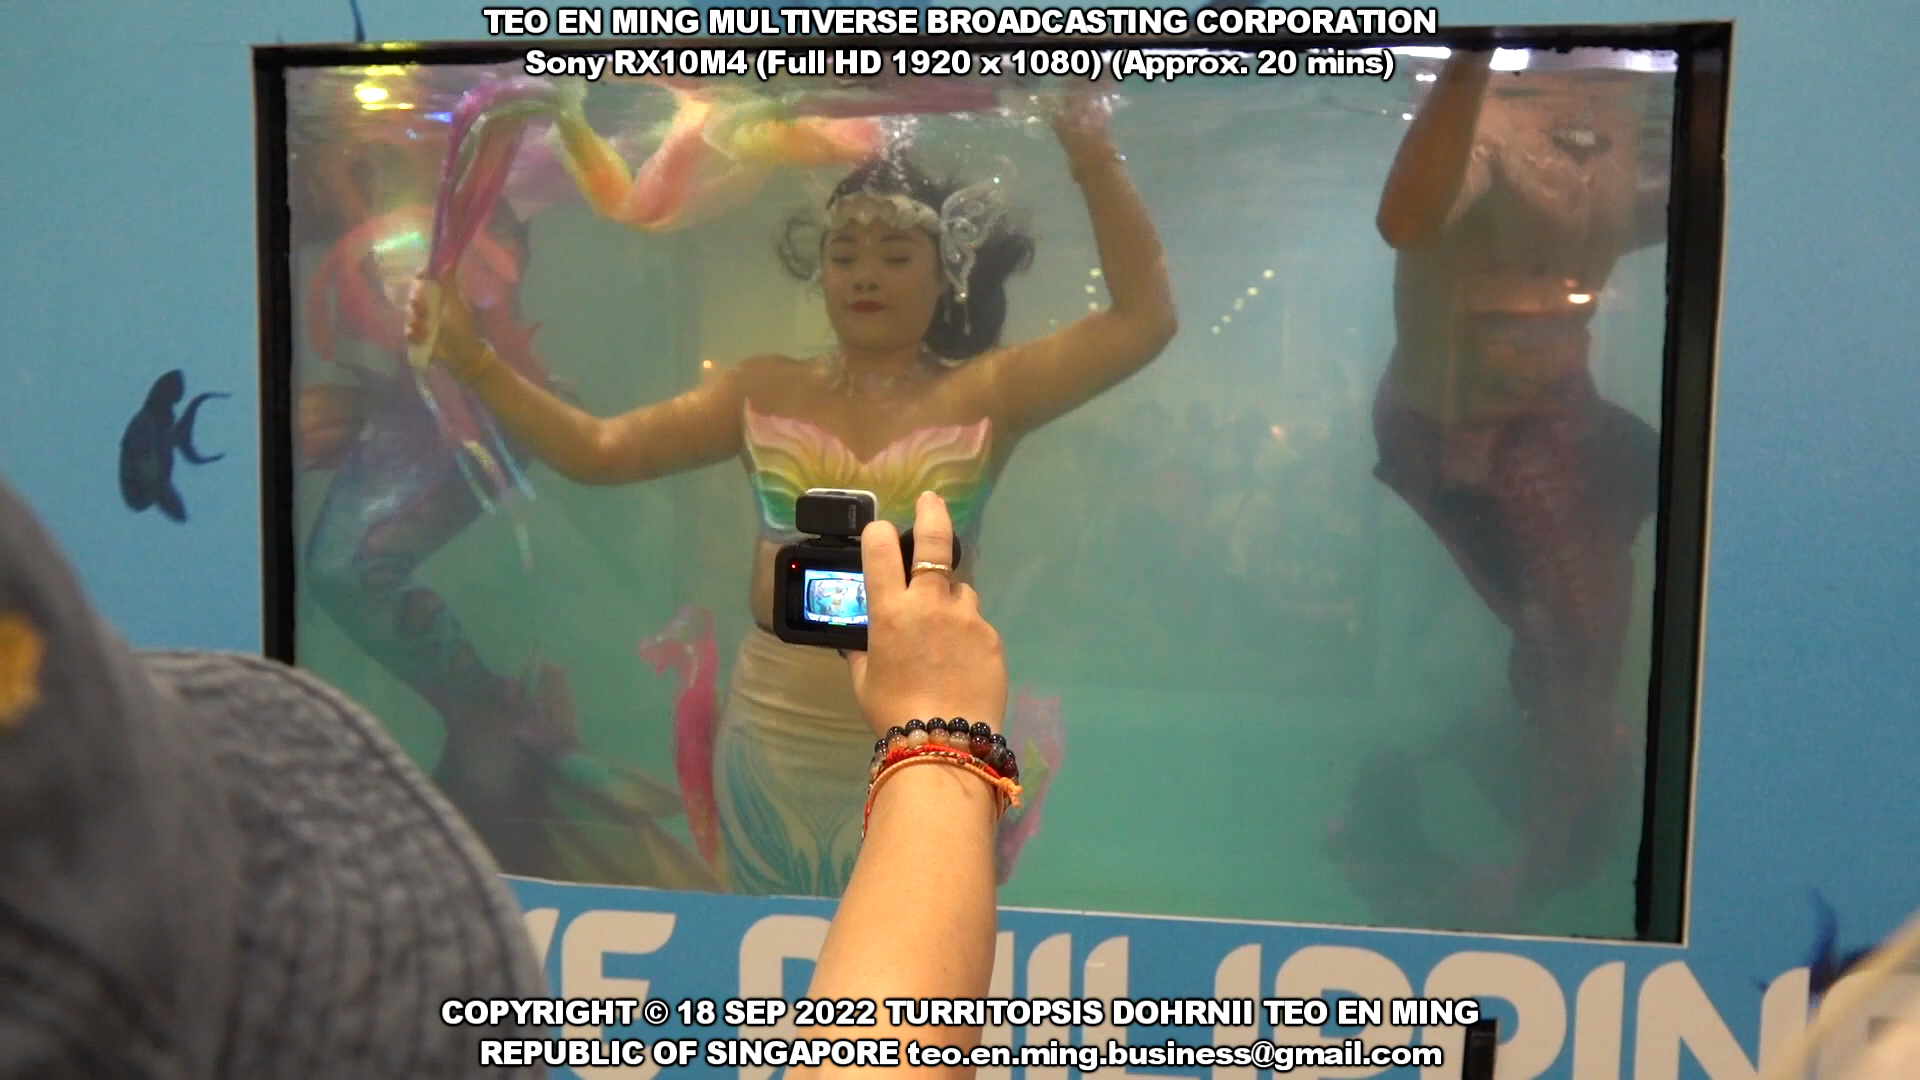 TEO EN MING MULTIVERSE BROADCASTING CORPORATION
Sony RX10M4 (Full HD 1920 x 1080) (Approx. 20 mins)
COPYRIGHT © 18 SEP 2022 TURRITOPSIS DOHRNII TEO EN MING
REPUBLIC OF SINGAPORE teo.en.ming.business@gmail.com